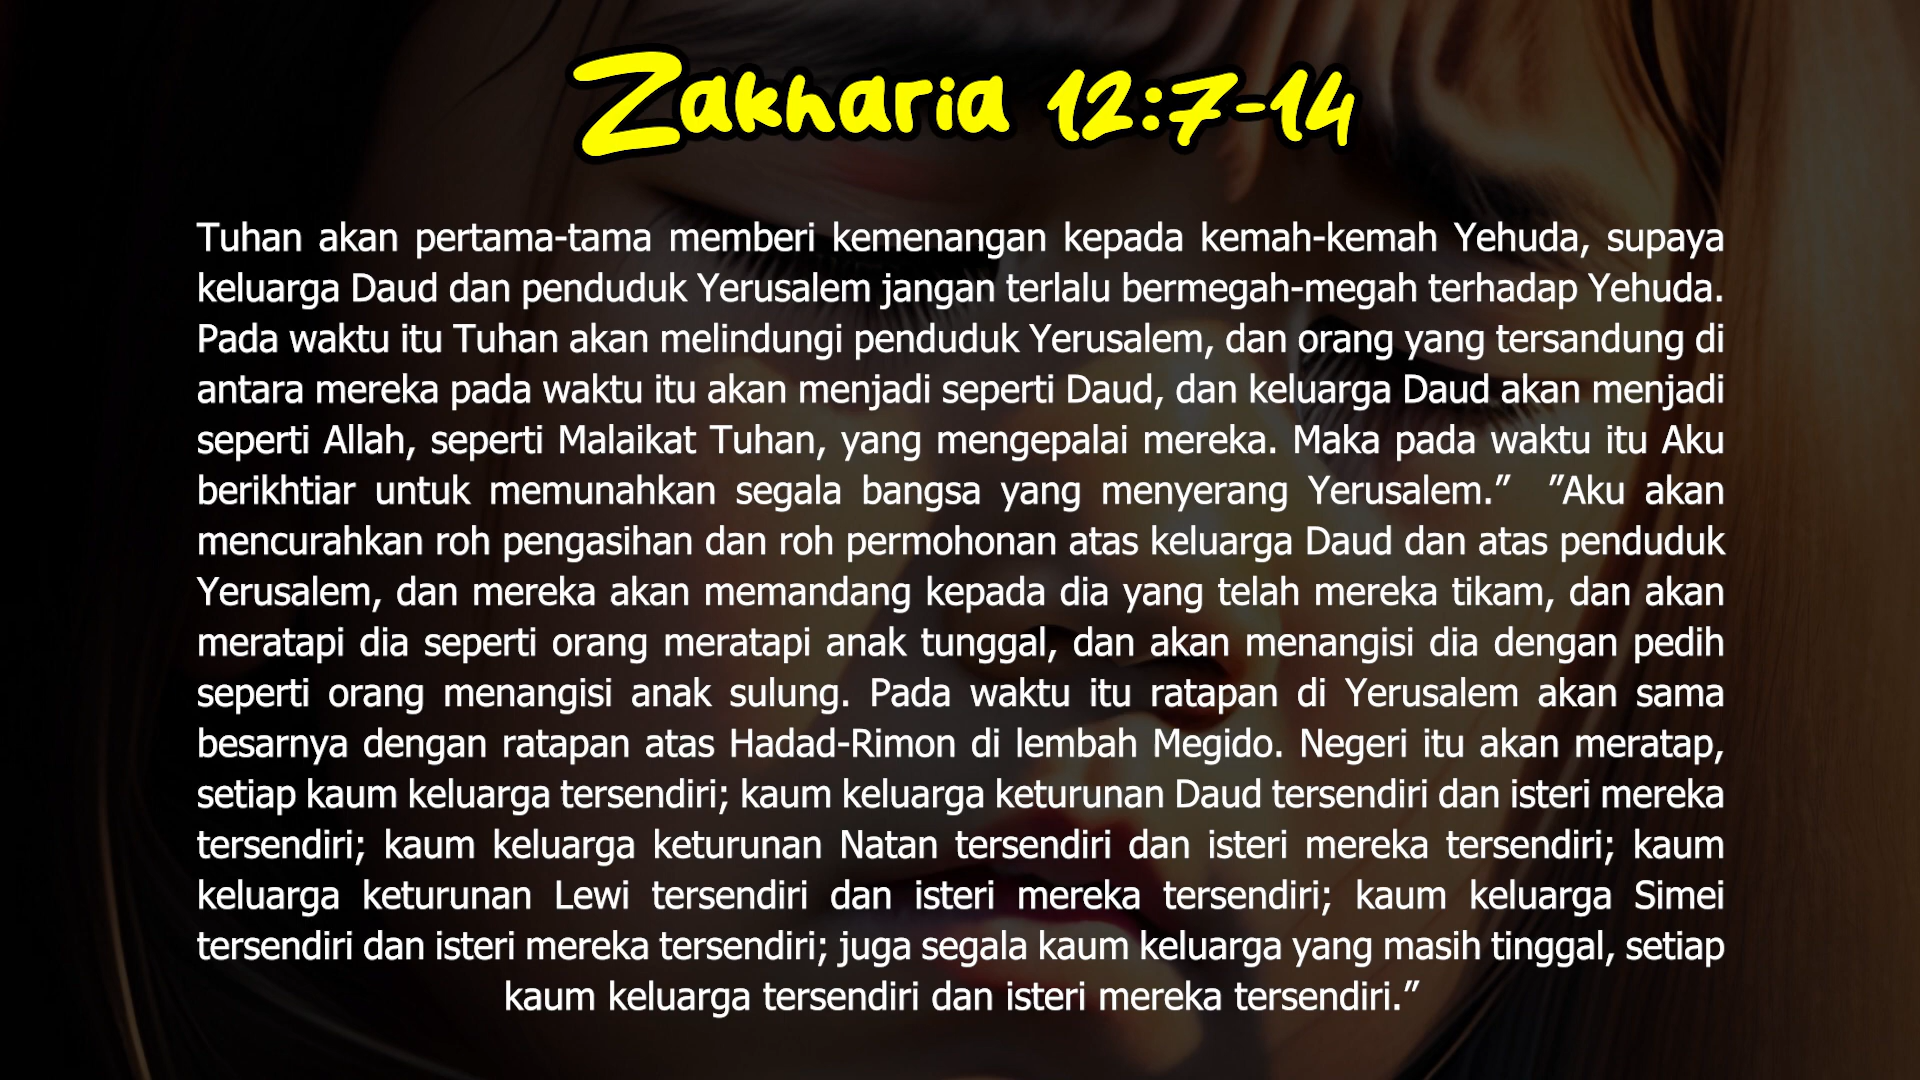 Zakharia 12:7-14
Tuhan akan pertama-tama memberi kemenangan kepada kemah-kemah Yehuda, supaya
keluarga Daud dan penduduk Yerusalem jangan terlalu bermegah-megah terhadap Yehuda.
Pada waktu itu Tuhan akan melindungi penduduk Yerusalem, dan orang yang tersandung di
antara mereka pada waktu itu akan menjadi seperti Daud, dan keluarga Daud akan menjadi
seperti Allah, seperti Malaikat Tuhan, yang mengepalai mereka. Maka pada waktu itu Aku
berikhtiar untuk memunahkan segala bangsa yang menyerang Yerusalem.” ”Aku akan
mencurahkan roh pengasihan dan roh permohonan atas keluarga Daud dan atas penduduk
Yerusalem, dan mereka akan memandang kepada dia yang telah mereka tikam, dan akan
meratapi dia seperti orang meratapi anak tunggal, dan akan menangisi dia dengan pedih
seperti orang menangisi anak sulung. Pada waktu itu ratapan di Yerusalem akan sama
besarnya dengan ratapan atas Hadad-Rimon di lembah Megido. Negeri itu akan meratap,
setiap kaum keluarga tersendiri; kaum keluarga keturunan Daud tersendiri dan isteri mereka
tersendiri; kaum keluarga keturunan Natan tersendiri dan isteri mereka tersendiri; kaum
keluarga keturunan Lewi tersendiri dan isteri mereka tersendiri; kaum keluarga Simei
tersendiri dan isteri mereka tersendiri; juga segala kaum keluarga yang masih tinggal, setiap
kaum keluarga tersendiri dan isteri mereka tersendiri.”